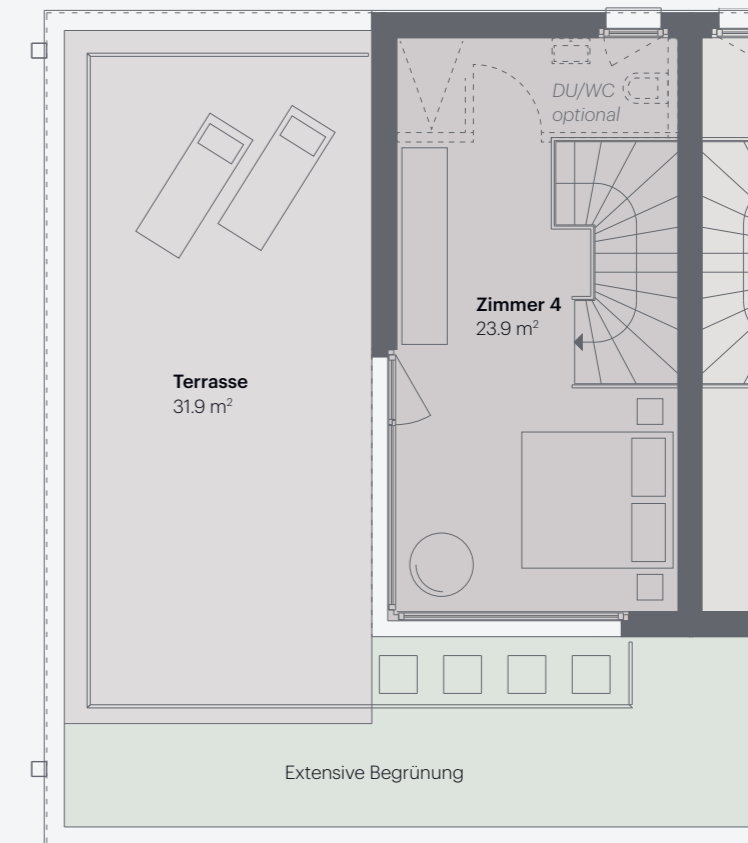 DU/WC
optional
Zimmer 4
23.9 m²
Terrasse
31.9 m²
Extensive Begrünung